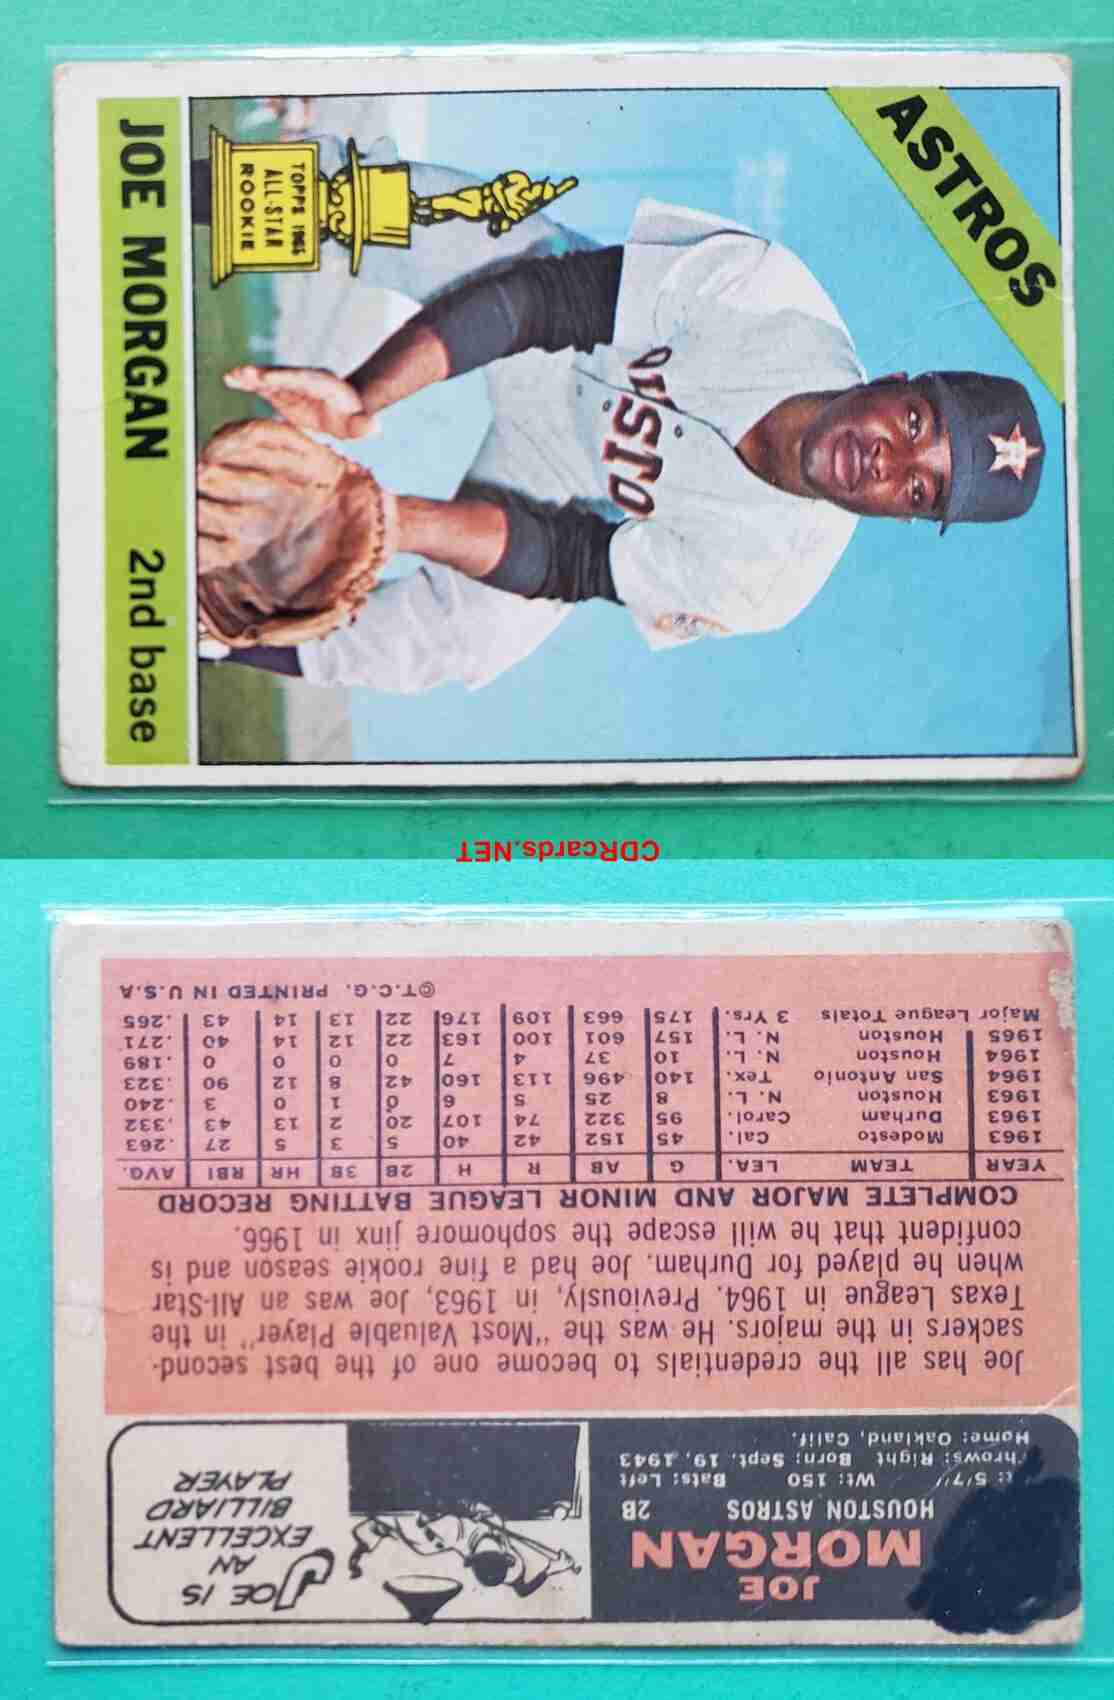 ASTROS
TOPPS 1965
ALL-STAR
ROOKIE
JOE MORGAN 2nd base
CDRcards.NET
JOE
MORGAN
HOUSTON ASTROS 2B
5'7" Wt: 150 Bats: Left
Throws: Right Born: Sept. 19, 1943
Home: Oakland, Calif.
JOE IS
AN
EXCELLENT
BILLIARD
PLAYER
Joe has all the credentials to become one of the best second-
sackers in the majors. He was the "Most Valuable Player" in the
Texas League in 1964. Previously, in 1963, Joe was an All-Star
when he played for Durham. Joe had a fine rookie season and is
confident that he will escape the sophomore jinx in 1966.
COMPLETE MAJOR AND MINOR LEAGUE BATTING RECORD
YEAR TEAM LEA. G AB R H 2B 3B HR RBI AVG.
1963 Modesto Cal. 45 152 42 40 5 3 5 27 .263
1963 Durham Carol. 95 322 74 107 20 2 13 43 .332
1963 Houston N. L. 8 25 5 6 0 1 0 3 .240
1964 San Antonio Tex. 140 496 113 160 42 8 12 90 .323
1964 Houston N. L. 10 37 4 7 0 0 0 0 .189
1965 Houston N. L. 157 601 100 163 22 12 14 40 .271
Major League Totals 3 Yrs. 175 663 109 176 22 13 14 43 .265
©T.C.G. PRINTED IN U.S.A